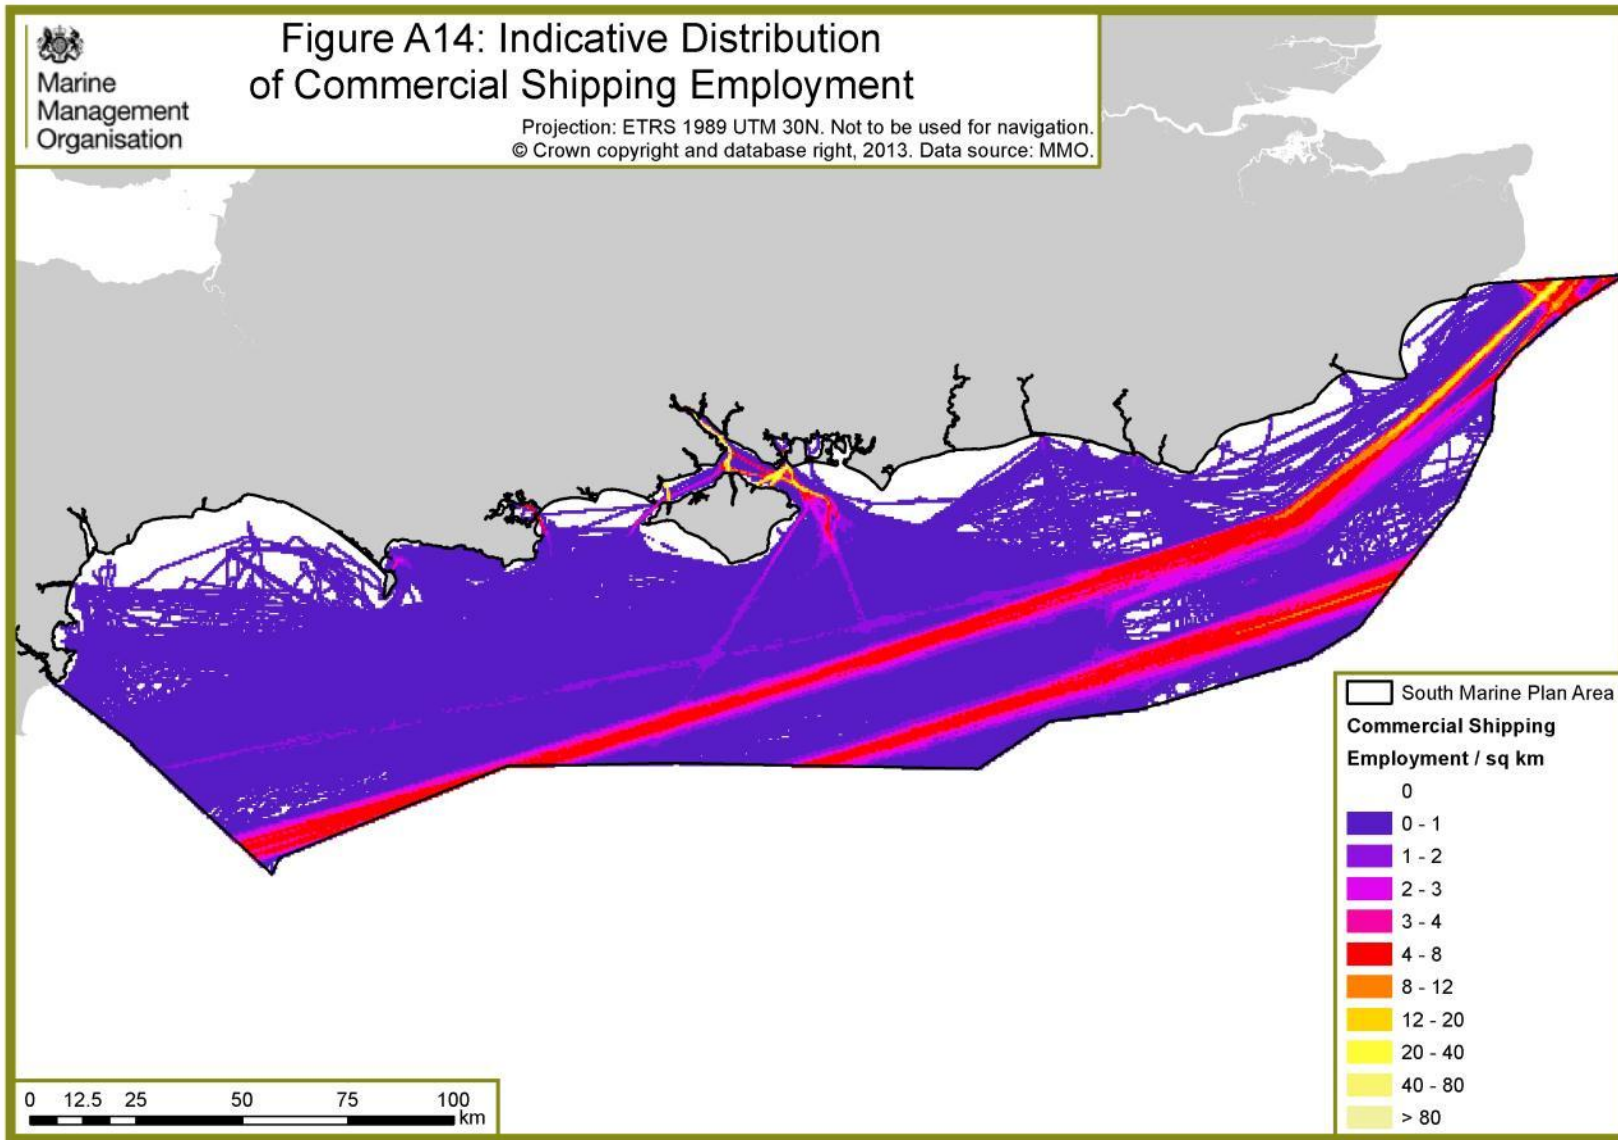 Marine
Management
Organisation
Figure A14: Indicative Distribution
of Commercial Shipping Employment
Projection: ETRS 1989 UTM 30N. Not to be used for navigation.
© Crown copyright and database right, 2013. Data source: MMO.
South Marine Plan Area
Commercial Shipping
Employment / sq km
0
0 - 1
1 - 2
2 - 3
3 - 4
4 - 8
8 - 12
12 - 20
20 - 40
40 - 80
> 80
0 12.5 25 50 75 100
km